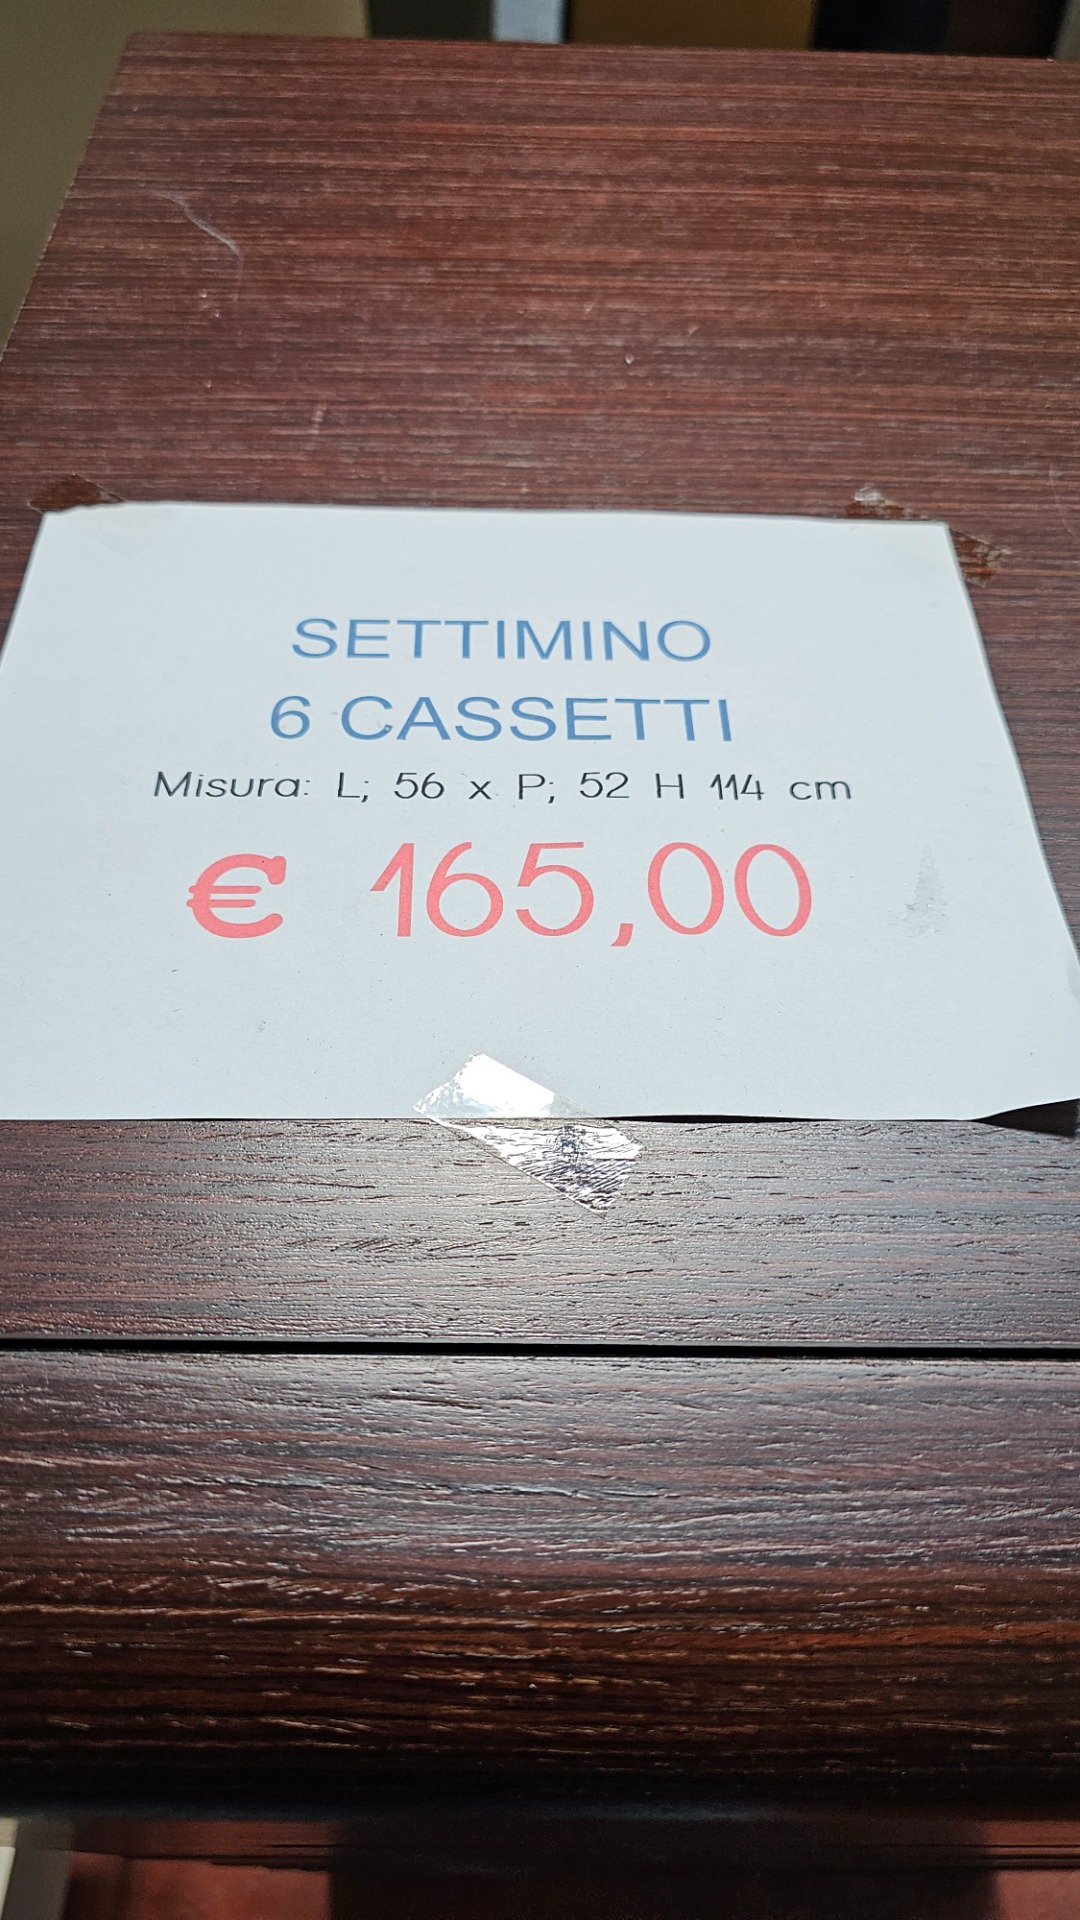 SETTIMINO
6 CASSETTI
Misura: L; 56 x P; 52 H 114 cm
€ 165,00